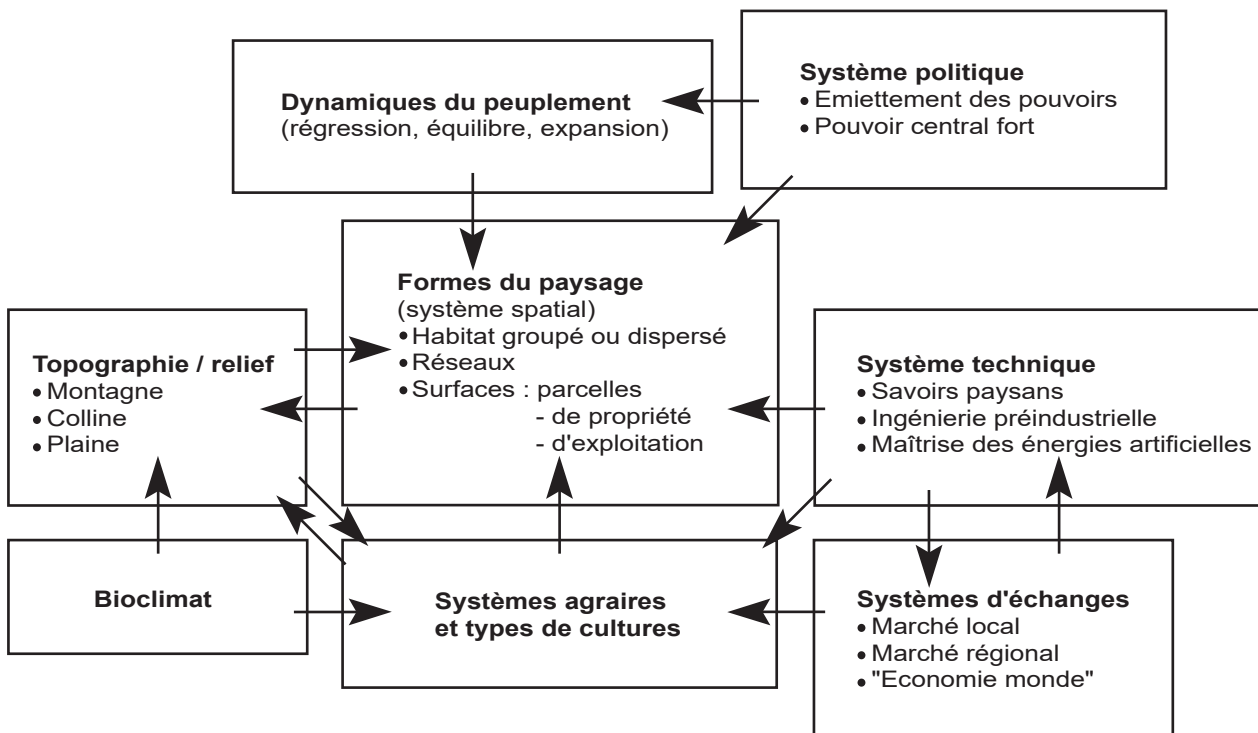 Système politique
• Emiettement des pouvoirs
• Pouvoir central fort
Dynamiques du peuplement
(régression, équilibre, expansion)
Formes du paysage
(système spatial)
• Habitat groupé ou dispersé
• Réseaux
• Surfaces : parcelles
- de propriété
- d'exploitation
Topographie / relief
• Montagne
• Colline
• Plaine
Système technique
• Savoirs paysans
• Ingénierie préindustrielle
• Maîtrise des énergies artificielles
Bioclimat
Systèmes agraires
et types de cultures
Systèmes d'échanges
• Marché local
• Marché régional
• "Economie monde"